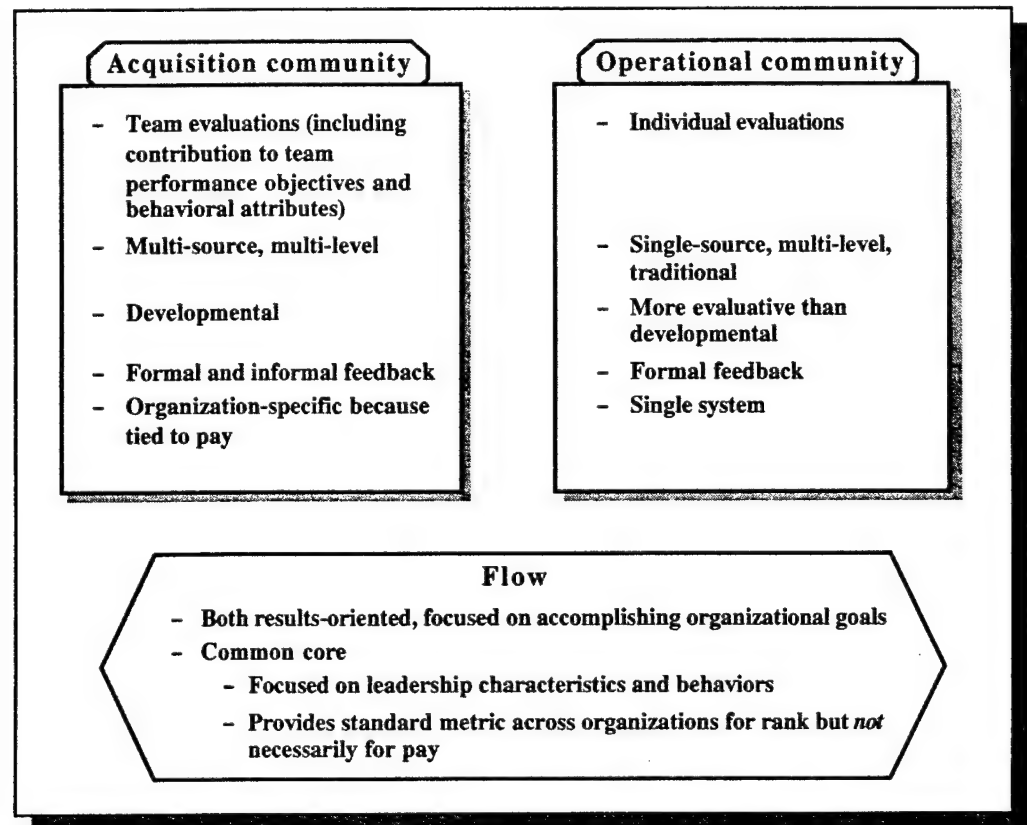 Acquisition community
– Team evaluations (including
contribution to team
performance objectives and
behavioral attributes)
– Multi-source, multi-level
– Developmental
– Formal and informal feedback
– Organization-specific because
tied to pay
Operational community
– Individual evaluations
– Single-source, multi-level,
traditional
– More evaluative than
developmental
– Formal feedback
– Single system
Flow
– Both results-oriented, focused on accomplishing organizational goals
– Common core
– Focused on leadership characteristics and behaviors
– Provides standard metric across organizations for rank but not
necessarily for pay